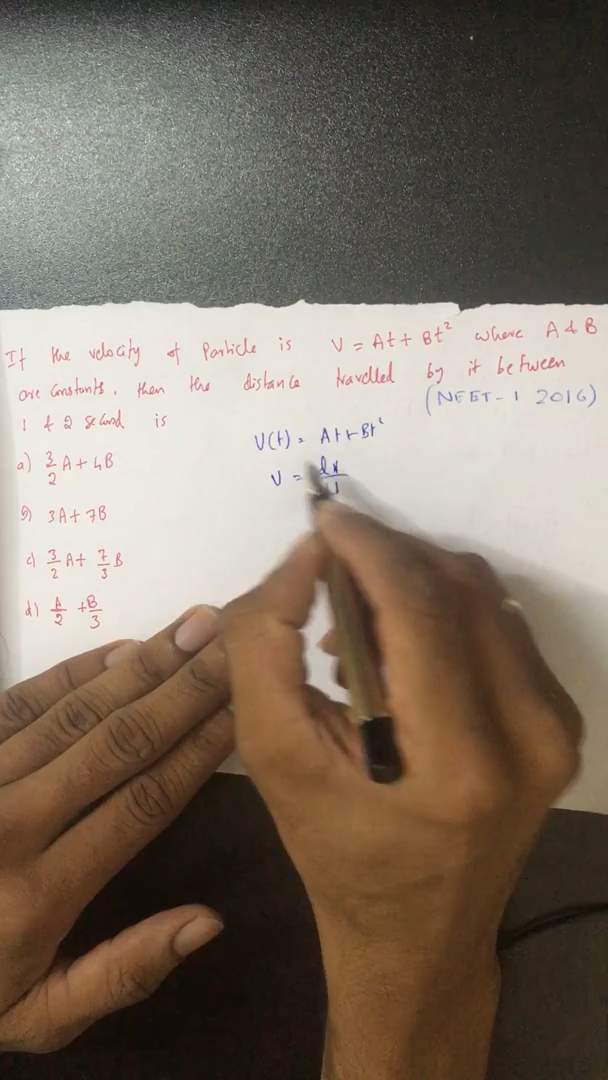 If the velocity of Particle is V = At + Bt² where A & B
are constants, then the distance travelled by it between
1 & 2 second is (NEET-1 2016)
V(t) = At + Bt²
V = dx
a) 3/2 A + 4B
b) 3A + 7B
c) 3/2 A + 7/3 B
d) A/2 + B/3